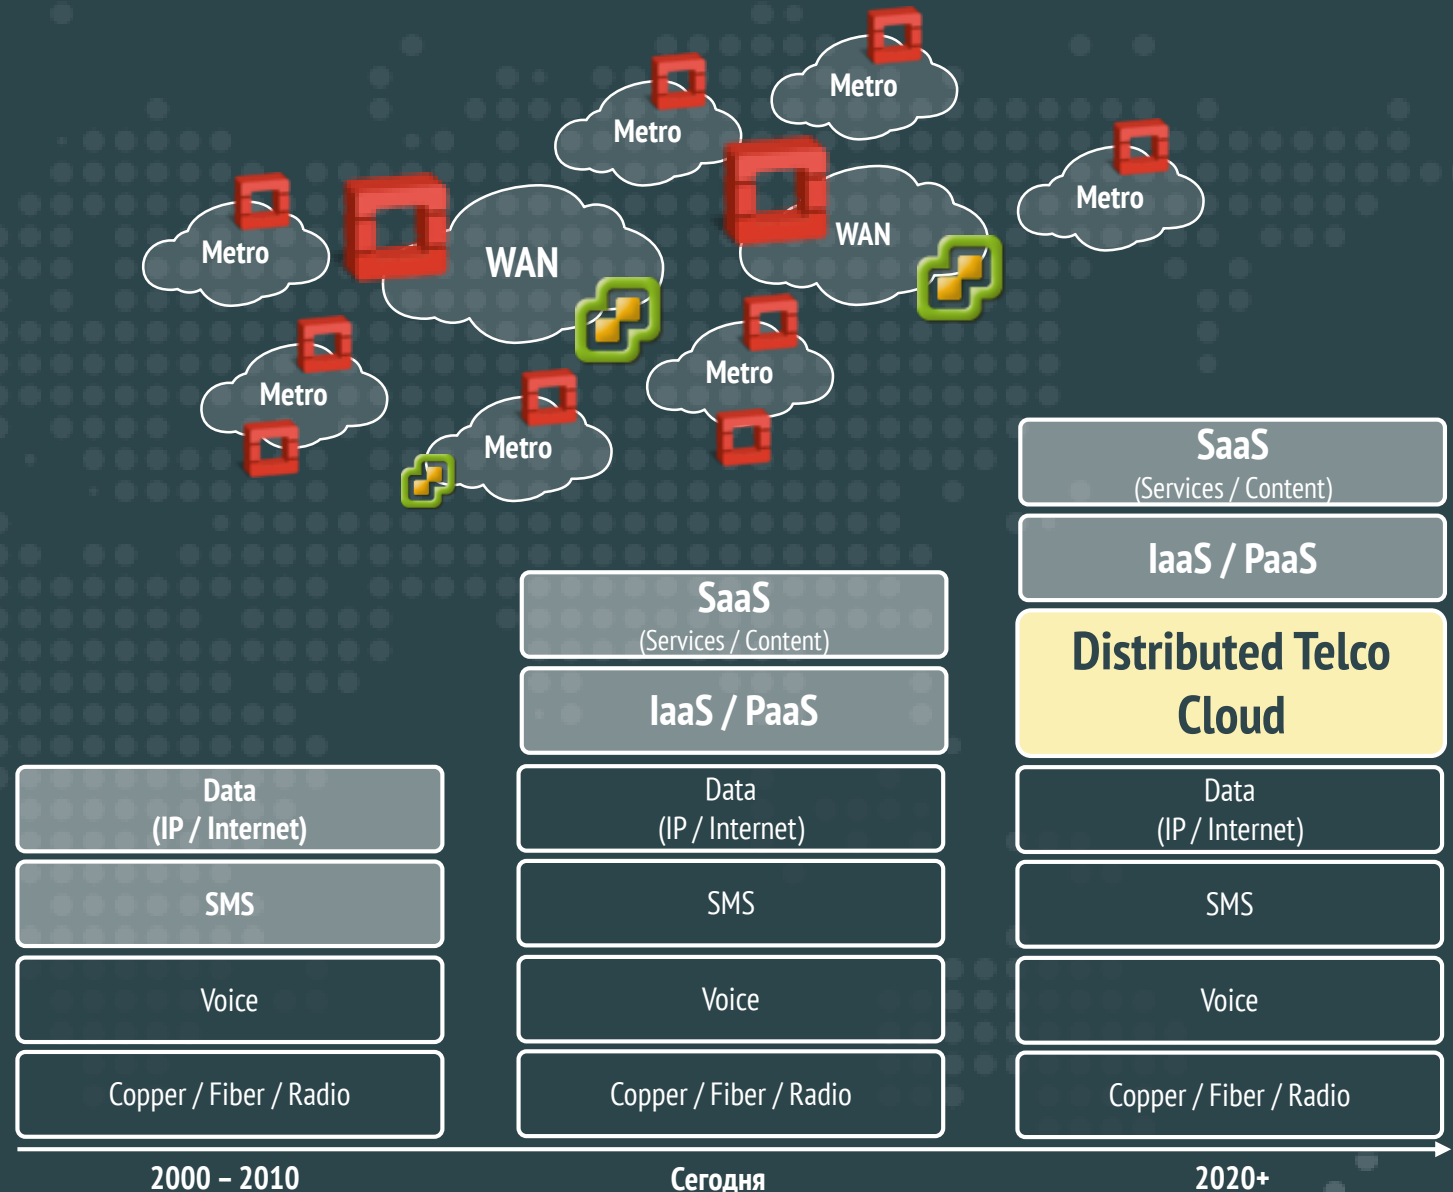 Metro
Metro
Metro
Metro
WAN
Metro
WAN
Metro
Metro
Metro
SaaS
(Services / Content)
IaaS / PaaS
Distributed Telco
Cloud
Data
(IP / Internet)
SMS
Voice
Copper / Fiber / Radio
SaaS
(Services / Content)
IaaS / PaaS
Data
(IP / Internet)
SMS
Voice
Copper / Fiber / Radio
Data
(IP / Internet)
SMS
Voice
Copper / Fiber / Radio
2000 – 2010
Сегодня
2020+